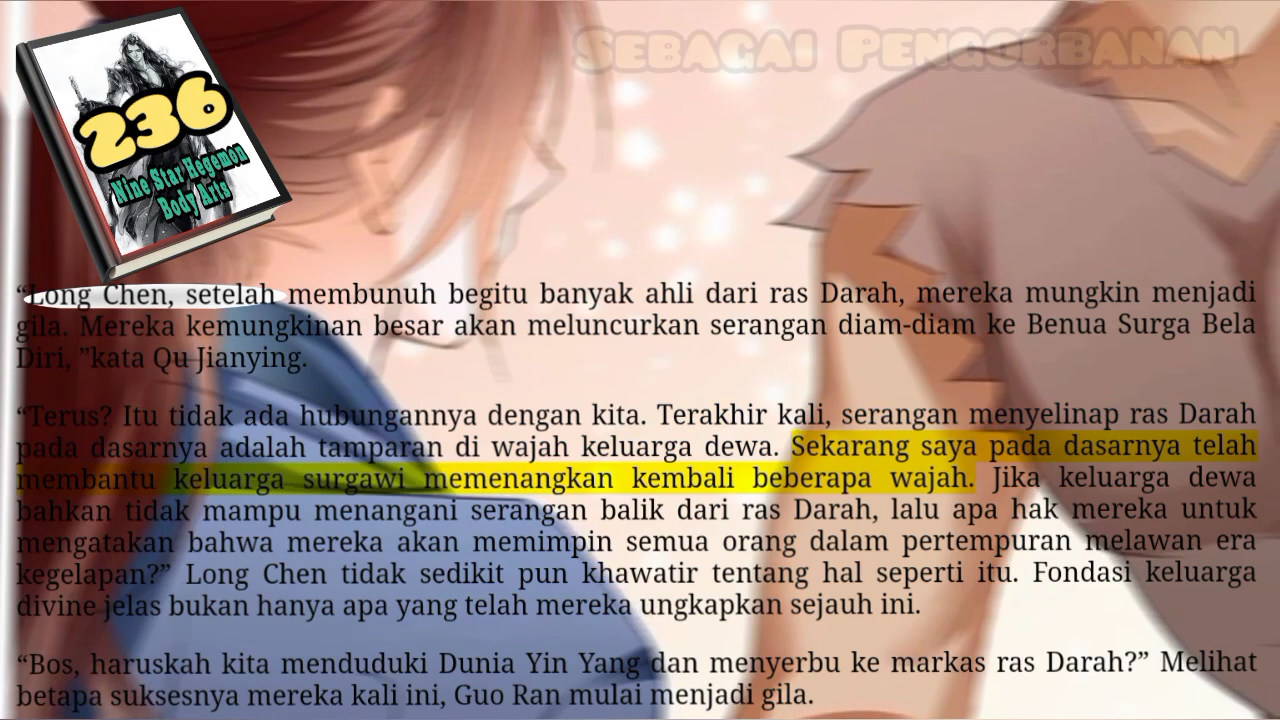 SEBAGAI PENGORBANAN
236
Nine Star Hegemon
Body Arts
“Long Chen, setelah membunuh begitu banyak ahli dari ras Darah, mereka mungkin menjadi
gila. Mereka kemungkinan besar akan meluncurkan serangan diam-diam ke Benua Surga Bela
Diri, ”kata Qu Jianying.
“Terus? Itu tidak ada hubungannya dengan kita. Terakhir kali, serangan menyelinap ras Darah
pada dasarnya adalah tamparan di wajah keluarga dewa. Sekarang saya pada dasarnya telah
membantu keluarga surgawi memenangkan kembali beberapa wajah. Jika keluarga dewa
bahkan tidak mampu menangani serangan balik dari ras Darah, lalu apa hak mereka untuk
mengatakan bahwa mereka akan memimpin semua orang dalam pertempuran melawan era
kegelapan?” Long Chen tidak sedikit pun khawatir tentang hal seperti itu. Fondasi keluarga
divine jelas bukan hanya apa yang telah mereka ungkapkan sejauh ini.
“Bos, haruskah kita menduduki Dunia Yin Yang dan menyerbu ke markas ras Darah?” Melihat
betapa suksesnya mereka kali ini, Guo Ran mulai menjadi gila.